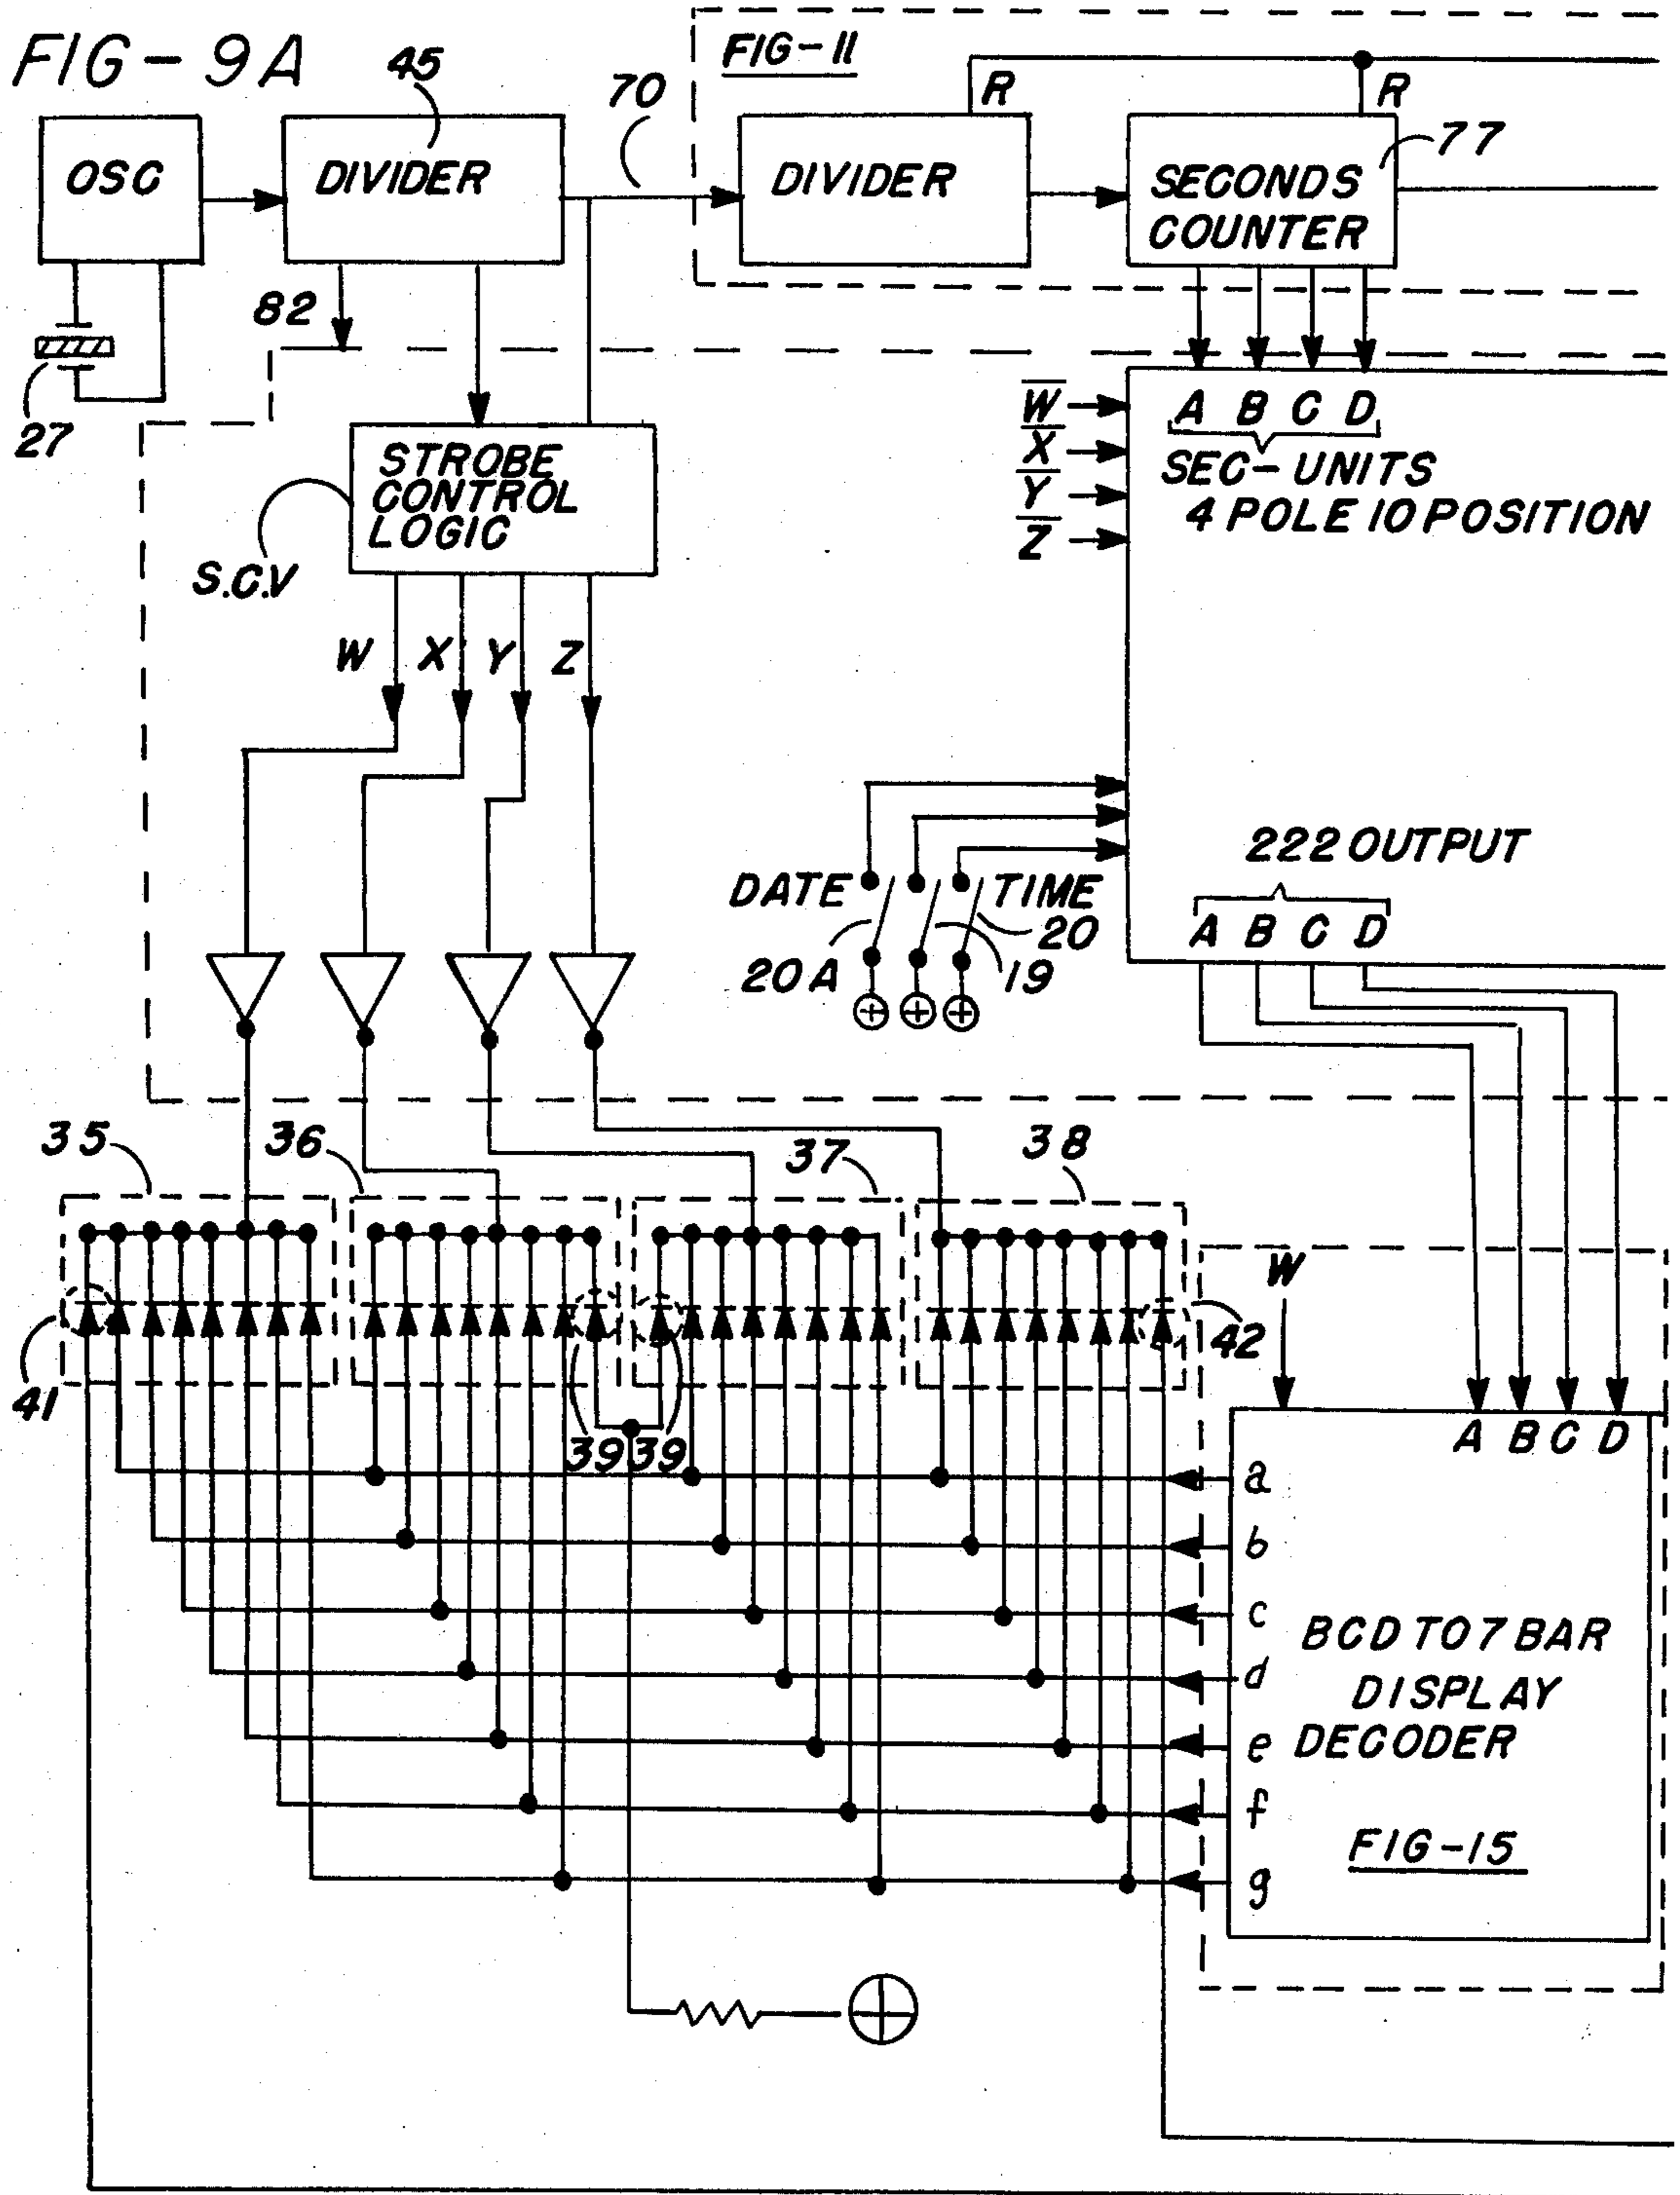 FIG-9A
45
70
FIG-11
R
R
77
OSC
DIVIDER
DIVIDER
SECONDS
COUNTER
82
27
W
X
Y
Z
A B C D
SEC-UNITS
4 POLE 10 POSITION
STROBE
CONTROL
LOGIC
S.C.V
W X Y Z
222 OUTPUT
A B C D
DATE
TIME
20
20A
19
35
36
37
38
W
41
42
39 39
A B C D
a
b
c
d
e
f
g
BCD TO 7 BAR
DISPLAY
DECODER
FIG-15